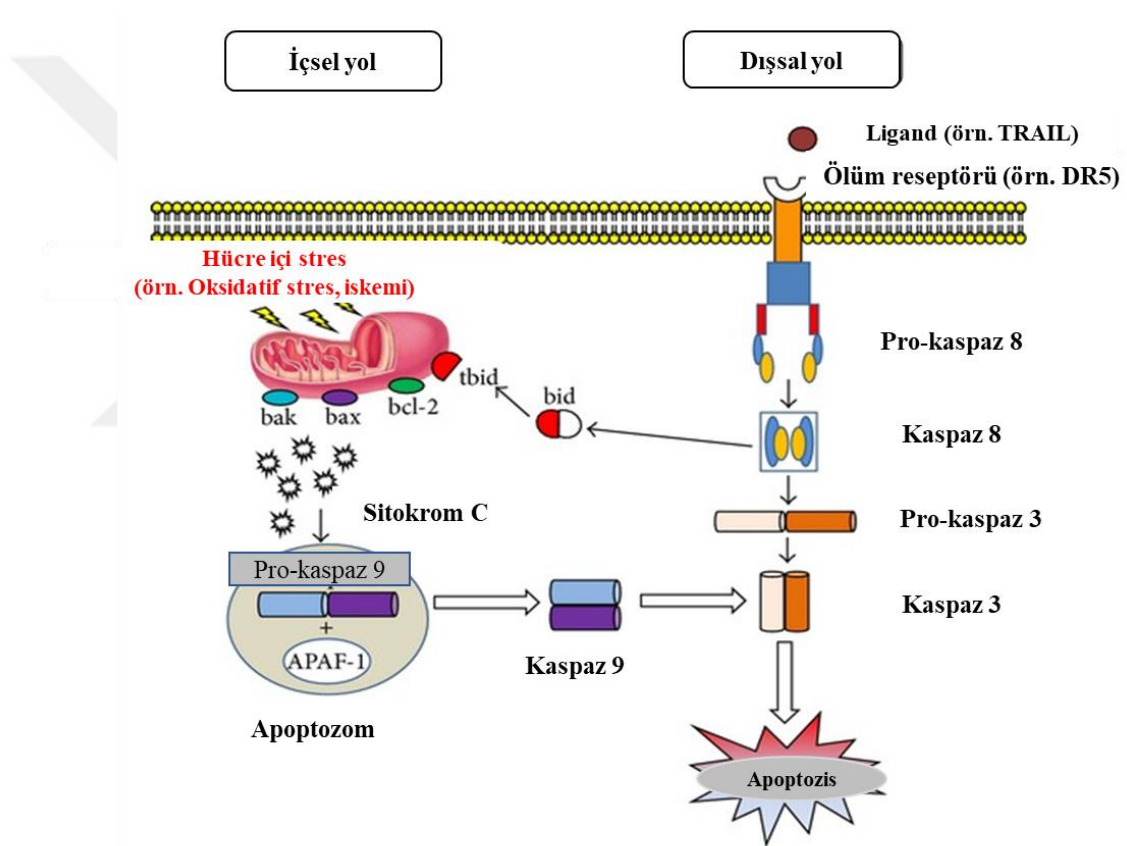 İçsel yol
Dışsal yol
Ligand (örn. TRAIL)
Ölüm reseptörü (örn. DR5)
Hücre içi stres
(örn. Oksidatif stres, iskemi)
Pro-kaspaz 8
tbid
bid
bcl-2
bak
bax
Kaspaz 8
Sitokrom C
Pro-kaspaz 3
Pro-kaspaz 9
+
APAF-1
Kaspaz 3
Kaspaz 9
Apoptozom
Apoptozis